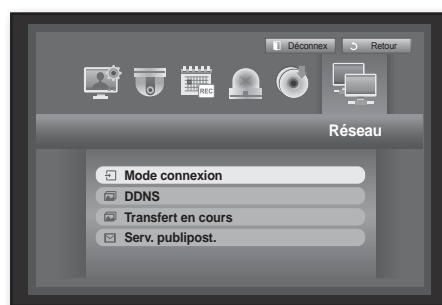 Déconnex Retour
REC
Réseau
Mode connexion
DDNS
Transfert en cours
Serv. publipost.